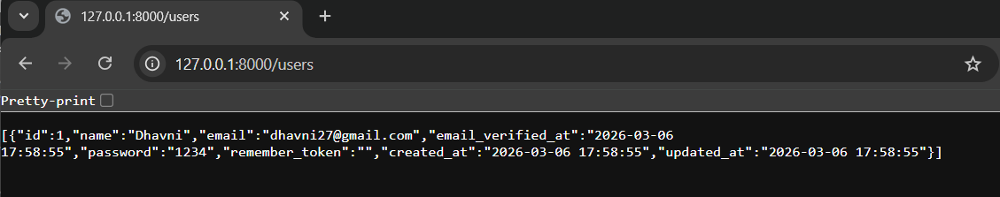 127.0.0.1:8000/users
127.0.0.1:8000/users
Pretty-print
[{"id":1,"name":"Dhavni","email":"dhavni27@gmail.com","email_verified_at":"2026-03-06
17:58:55","password":"1234","remember_token":"","created_at":"2026-03-06 17:58:55","updated_at":"2026-03-06 17:58:55"}]